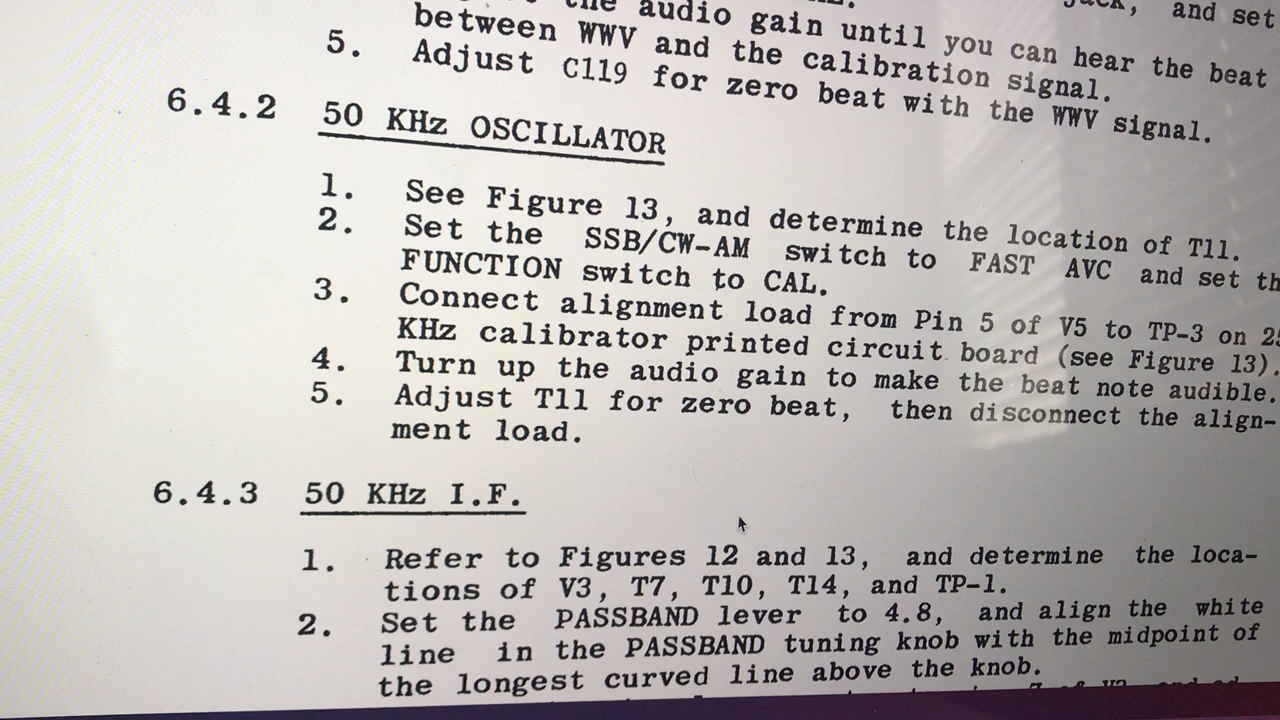 the audio gain until you can hear the beat
jack, and set
between WWV and the calibration signal.
5. Adjust C119 for zero beat with the WWV signal.
6.4.2 50 KHz OSCILLATOR
1. See Figure 13, and determine the location of T11.
2. Set the SSB/CW-AM switch to FAST AVC and set th
FUNCTION switch to CAL.
3. Connect alignment load from Pin 5 of V5 to TP-3 on 25
KHz calibrator printed circuit board (see Figure 13).
4. Turn up the audio gain to make the beat note audible.
5. Adjust T11 for zero beat, then disconnect the align-
ment load.
6.4.3 50 KHz I.F.
1. Refer to Figures 12 and 13, and determine the loca-
tions of V3, T7, T10, T14, and TP-1.
2. Set the PASSBAND lever to 4.8, and align the white
line in the PASSBAND tuning knob with the midpoint of
the longest curved line above the knob.